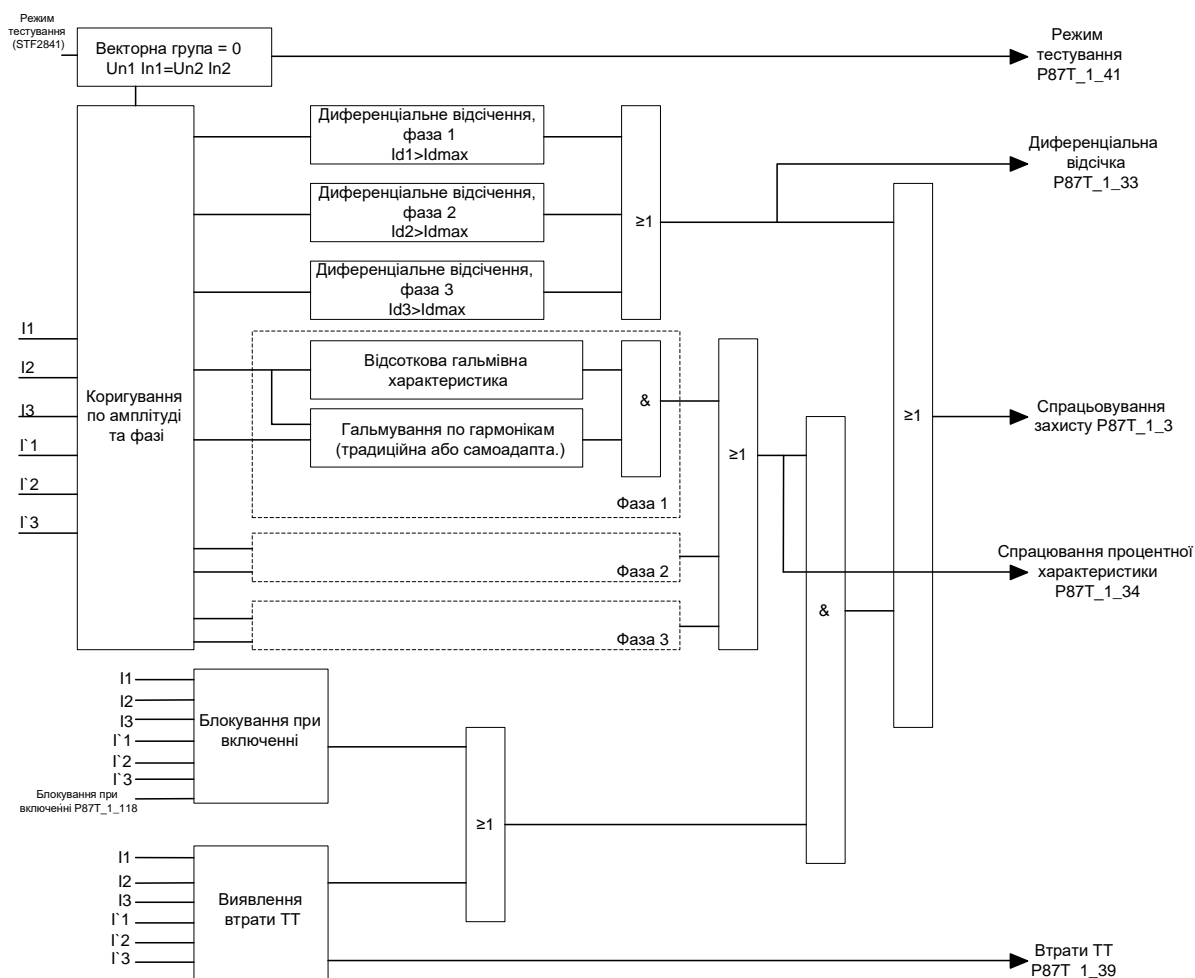 Режим
тестування
(STF2841)
Векторна група = 0
Un1 In1=Un2 In2
Режим
тестування
P87T_1_41
Диференціальне відсічення,
фаза 1
Id1>Idmax
Диференціальна
відсічка
P87T_1_33
Диференціальне відсічення,
фаза 2
Id2>Idmax
≥1
Диференціальне відсічення,
фаза 3
Id3>Idmax
I1
I2
I3
I`1
I`2
I`3
Коригування
по амплітуді
та фазі
Відсоткова гальмівна
характеристика
Гальмування по гармонікам
(традиційна або самоадапта.)
&
Фаза 1
≥1
≥1
Спрацьовування
захисту P87T_1_3
Фаза 2
Спрацювання процентної
характеристики
P87T_1_34
Фаза 3
&
I1
I2
I3
I`1
I`2
I`3
Блокування при
включенні P87T_1_118
Блокування при
включенні
≥1
I1
I2
I3
I`1
I`2
I`3
Виявлення
втрати ТТ
Втрати ТТ
P87T_1_39